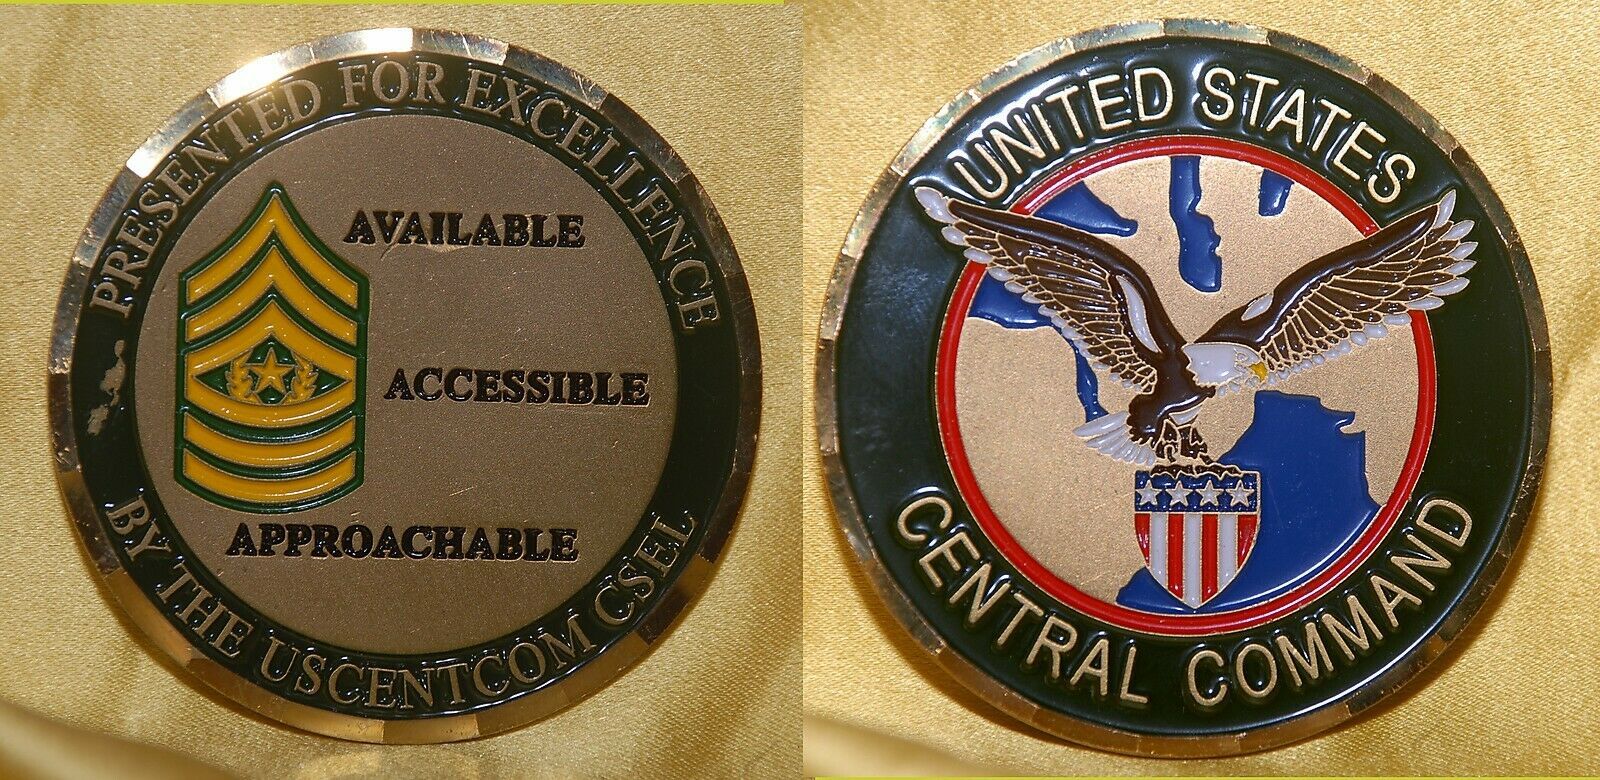 PRESENTED FOR EXCELLENCE
AVAILABLE
ACCESSIBLE
APPROACHABLE
BY THE USCENTCOM CSEL
UNITED STATES
CENTRAL COMMAND